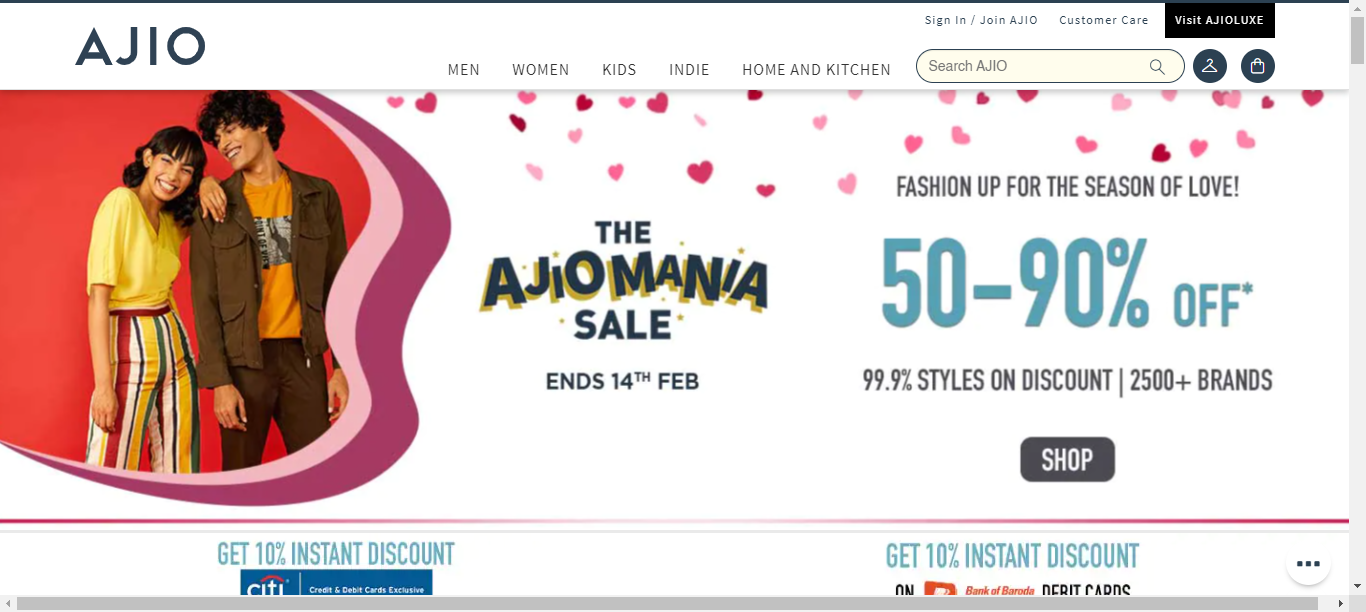 Sign In / Join AJIO Customer Care Visit AJIOLUXE
AJIO
MEN WOMEN KIDS INDIE HOME AND KITCHEN Search AJIO
FASHION UP FOR THE SEASON OF LOVE!
THE
AJIOMANIA
SALE
ENDS 14TH FEB
50-90% OFF*
99.9% STYLES ON DISCOUNT | 2500+ BRANDS
SHOP
GET 10% INSTANT DISCOUNT
citi Credit & Debit Cards Exclusive
GET 10% INSTANT DISCOUNT
ON Bank of Baroda DEBIT CARDS